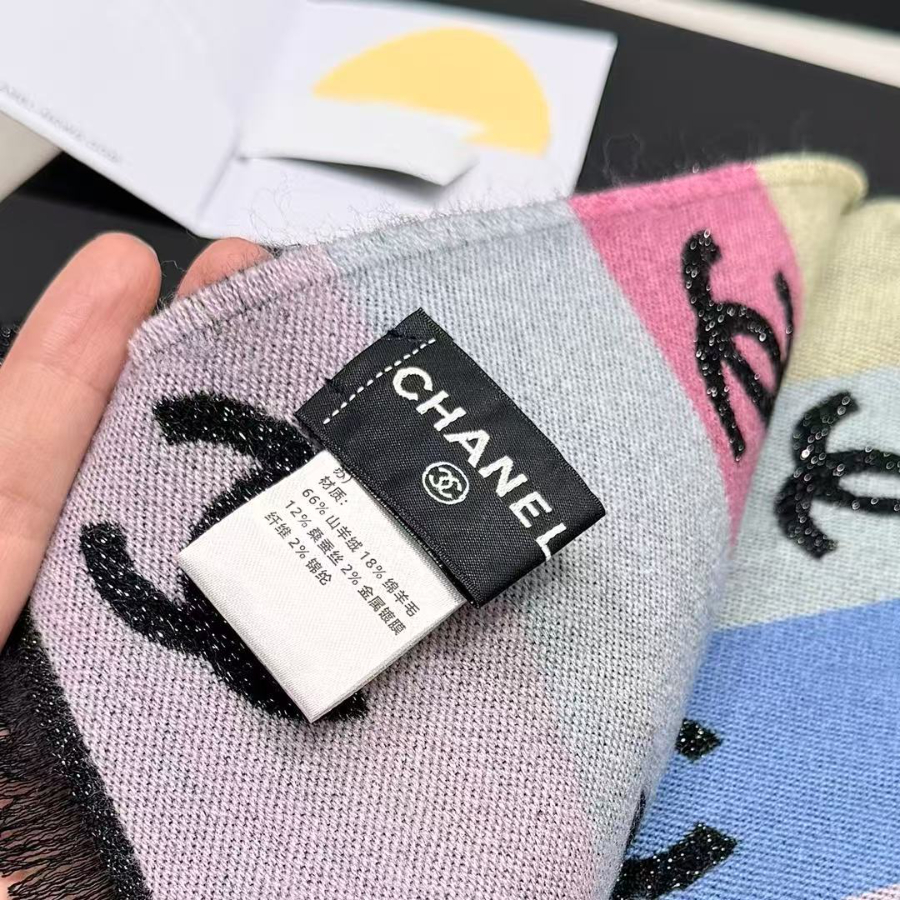 CHANEL
材质:
66% 山羊绒 18% 绵羊毛
12% 桑蚕丝 2% 金属镀膜
纤维 2% 锦纶